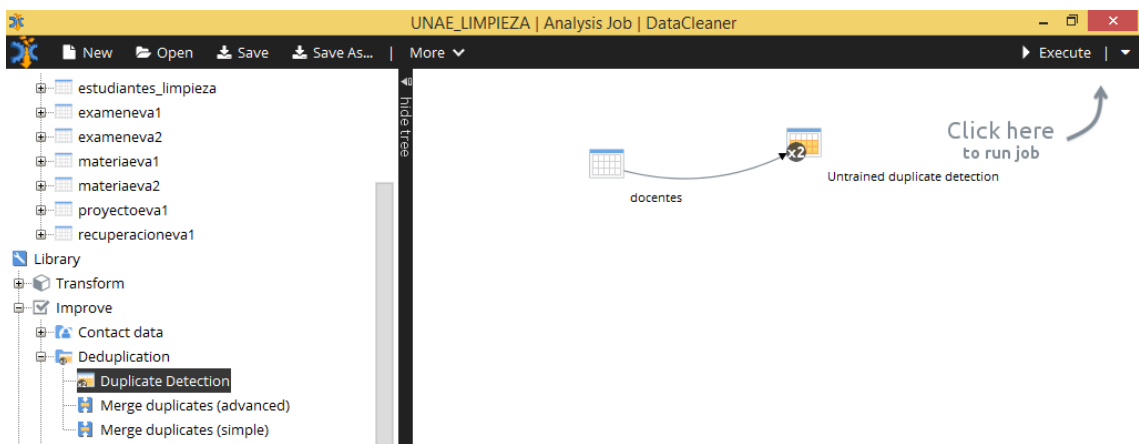 UNAE_LIMPIEZA | Analysis Job | DataCleaner
New Open Save Save As... | More Execute |
estudiantes_limpieza
exameneva1
exameneva2
materiaeva1
materiaeva2
proyectoeva1
recuperacioneva1
Library
Transform
Improve
Contact data
Deduplication
Duplicate Detection
Merge duplicates (advanced)
Merge duplicates (simple)
hide tree
docentes
x2
Untrained duplicate detection
Click here
to run job